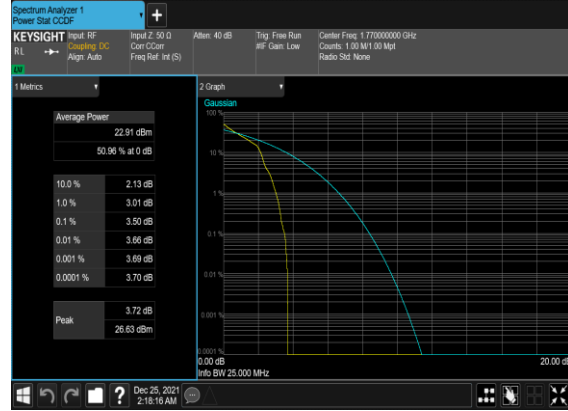 Spectrum Analyzer 1
Power Stat CCDF
KEYSIGHT
RL
Input: RF
Coupling: DC
Align: Auto
Input Z: 50 Ω
Corr CCorr
Freq Ref: Int (S)
Atten: 40 dB
Trig: Free Run
#IF Gain: Low
Center Freq: 1.770000000 GHz
Counts: 1.00 M/1.00 Mpt
Radio Std: None
1 Metrics
Average Power
22.91 dBm
50.96 % at 0 dB
10.0 % 2.13 dB
1.0 % 3.01 dB
0.1 % 3.50 dB
0.01 % 3.66 dB
0.001 % 3.69 dB
0.0001 % 3.70 dB
Peak
3.72 dB
26.63 dBm
2 Graph
Gaussian
100 %
10 %
1 %
0.1 %
0.01 %
0.001 %
0.0001 %
0.00 dB
20.00 dB
Info BW 25.000 MHz
Dec 25, 2021
2:18:16 AM